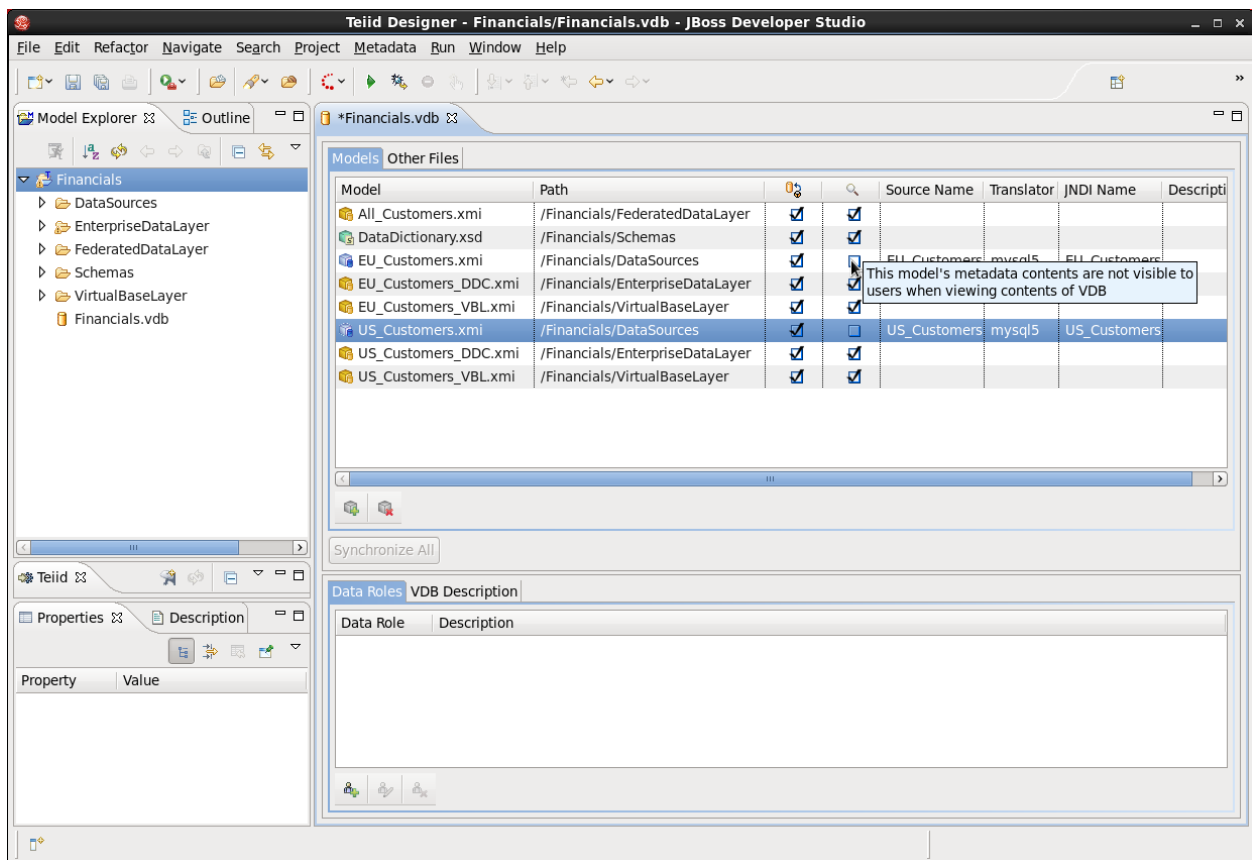 Teiid Designer - Financials/Financials.vdb - JBoss Developer Studio
File Edit Refactor Navigate Search Project Metadata Run Window Help
Model Explorer Outline
Financials
DataSources
EnterpriseDataLayer
FederatedDataLayer
Schemas
VirtualBaseLayer
Financials.vdb
*Financials.vdb
Models Other Files
Model Path Source Name Translator JNDI Name Descripti
All_Customers.xmi /Financials/FederatedDataLayer
DataDictionary.xsd /Financials/Schemas
EU_Customers.xmi /Financials/DataSources EU_Customers mysql5 EU_Customers
This model's metadata contents are not visible to
users when viewing contents of VDB
EU_Customers_DDC.xmi /Financials/EnterpriseDataLayer
EU_Customers_VBL.xmi /Financials/VirtualBaseLayer
US_Customers.xmi /Financials/DataSources US_Customers mysql5 US_Customers
US_Customers_DDC.xmi /Financials/EnterpriseDataLayer
US_Customers_VBL.xmi /Financials/VirtualBaseLayer
Synchronize All
Teiid
Properties Description
Property Value
Data Roles VDB Description
Data Role Description